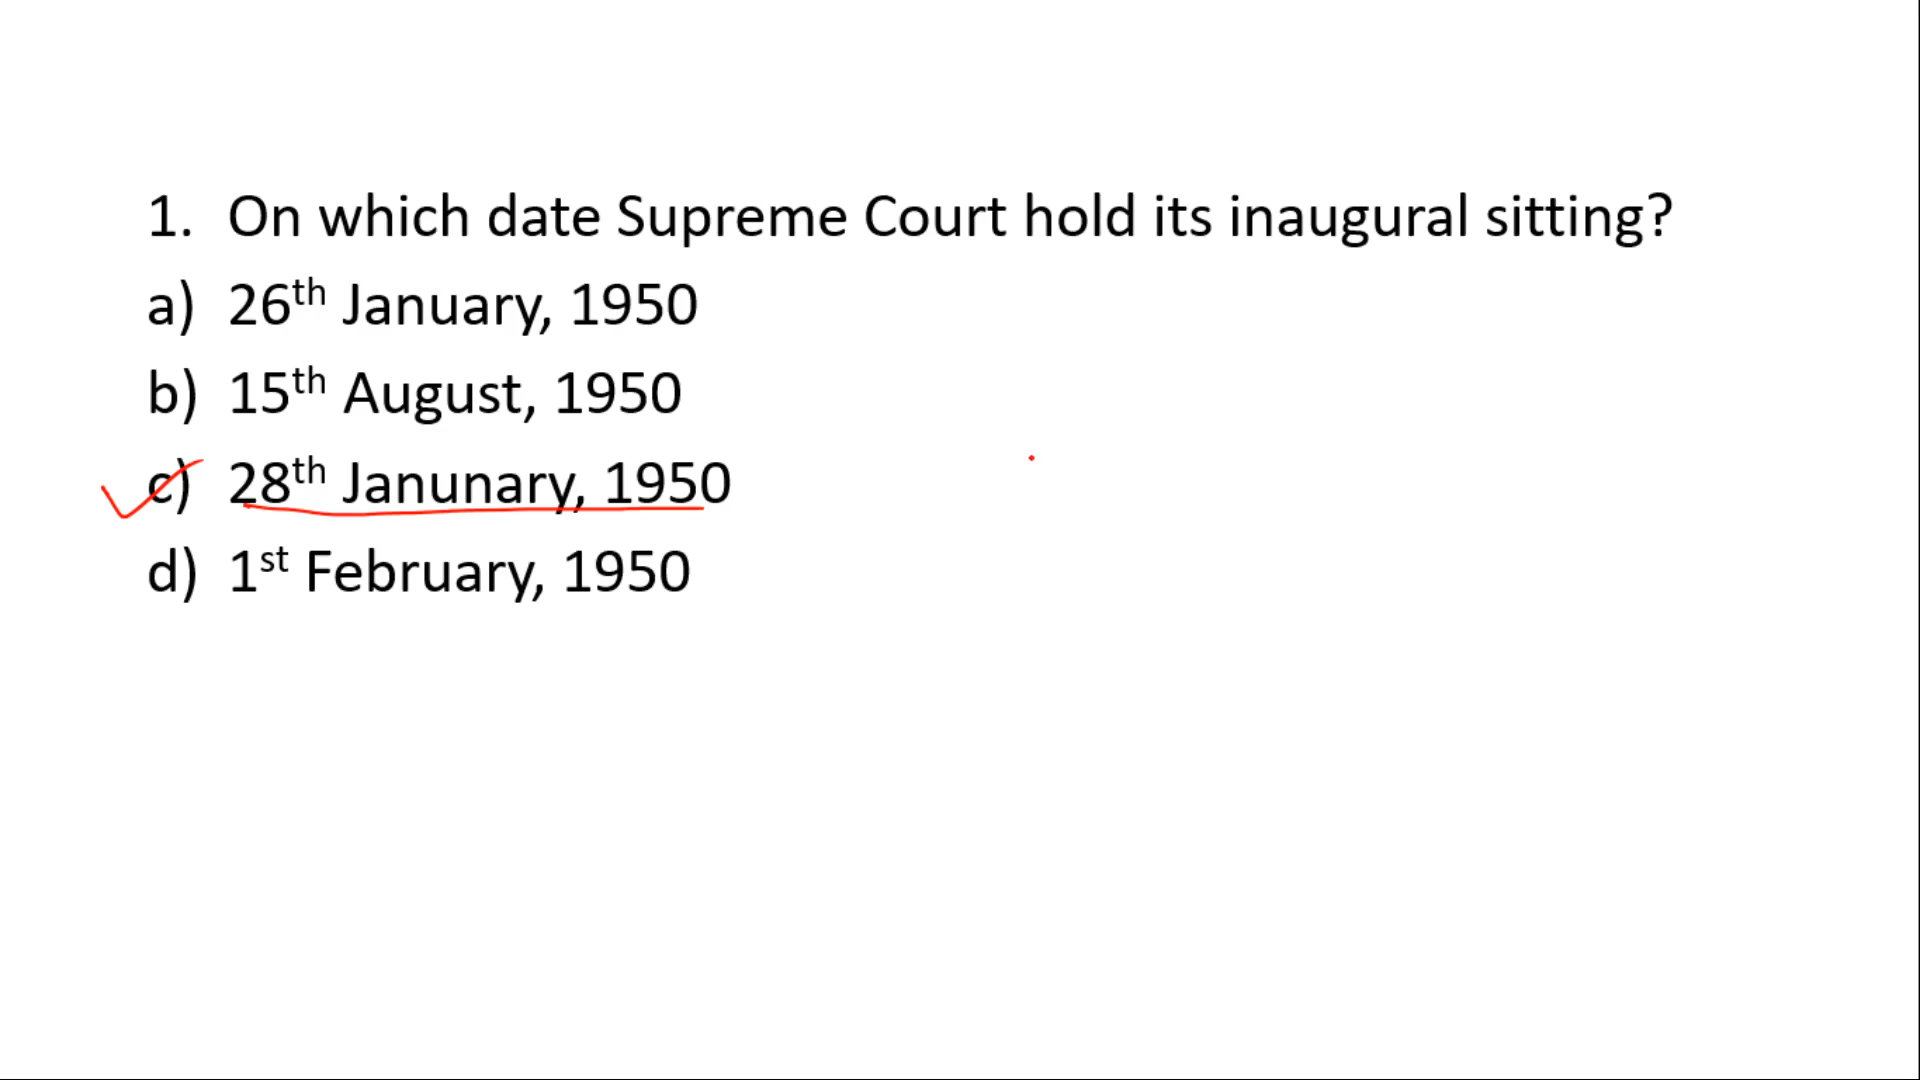 1. On which date Supreme Court hold its inaugural sitting?
a) 26th January, 1950
b) 15th August, 1950
c) 28th Janunary, 1950
d) 1st February, 1950